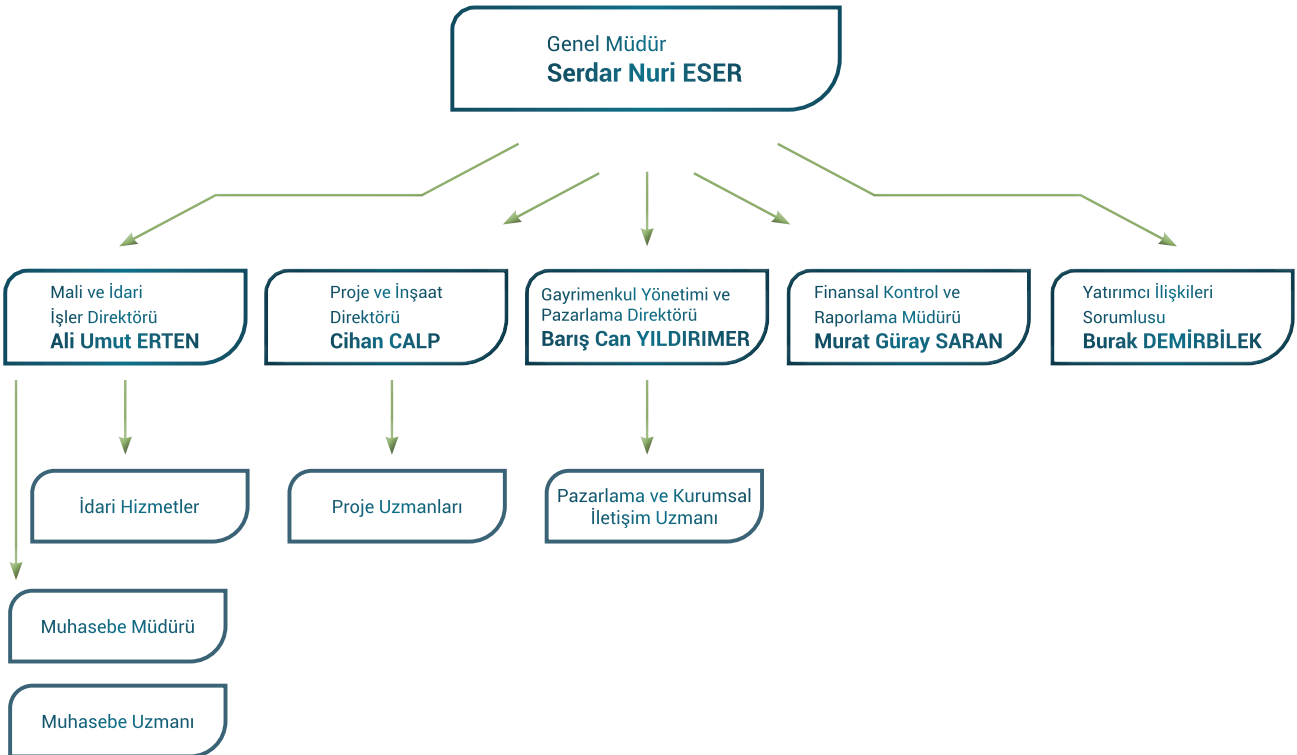 Genel Müdür
Serdar Nuri ESER
Mali ve İdari
İşler Direktörü
Ali Umut ERTEN
Proje ve İnşaat
Direktörü
Cihan CALP
Gayrimenkul Yönetimi ve
Pazarlama Direktörü
Barış Can YILDIRIMER
Finansal Kontrol ve
Raporlama Müdürü
Murat Güray SARAN
Yatırımcı İlişkileri
Sorumlusu
Burak DEMİRBİLEK
İdari Hizmetler
Proje Uzmanları
Pazarlama ve Kurumsal
İletişim Uzmanı
Muhasebe Müdürü
Muhasebe Uzmanı